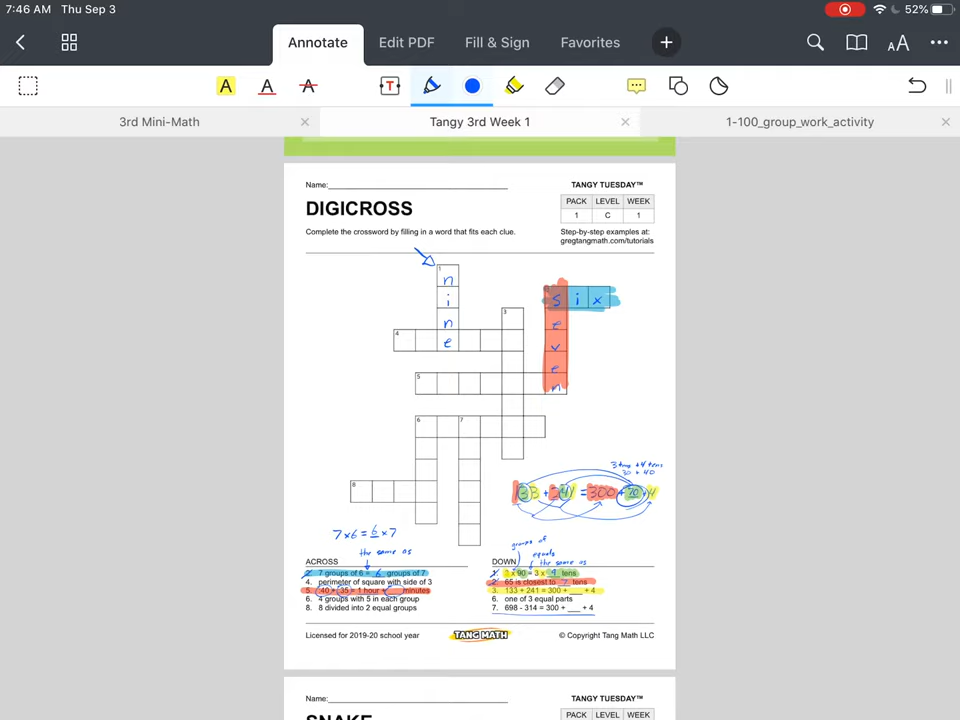 7:46 AM Thu Sep 3
52%
Annotate
Edit PDF
Fill & Sign
Favorites
3rd Mini-Math
Tangy 3rd Week 1
1-100_group_work_activity
Name:
TANGY TUESDAY™
DIGICROSS
PACK LEVEL WEEK
1 C 1
Complete the crossword by filling in a word that fits each clue.
Step-by-step examples at:
gregtangmath.com/tutorials
1
n
i
n
e
s i x
e
v
e
n
3
4
5
6 7
8
3 tens + 4 tens
30 + 40
133 + 241 = 300 + 70 + 4
7 x 6 = 6 x 7
the same as
groups of
equals
the same as
ACROSS
2. 7 groups of 6 = 6 groups of 7
4. perimeter of square with side of 3
5. :40 + :35 = 1 hour + minutes
6. 4 groups with 5 in each group
8. 8 divided into 2 equal groups
DOWN
1. 3 x 90 = 3 x 9 tens
2. 65 is closest to 7 tens
3. 133 + 241 = 300 + ___ + 4
6. one of 3 equal parts
7. 698 - 314 = 300 + ___ + 4
Licensed for 2019-20 school year
TANG MATH
© Copyright Tang Math LLC
Name:
TANGY TUESDAY™
SNAKE
PACK LEVEL WEEK